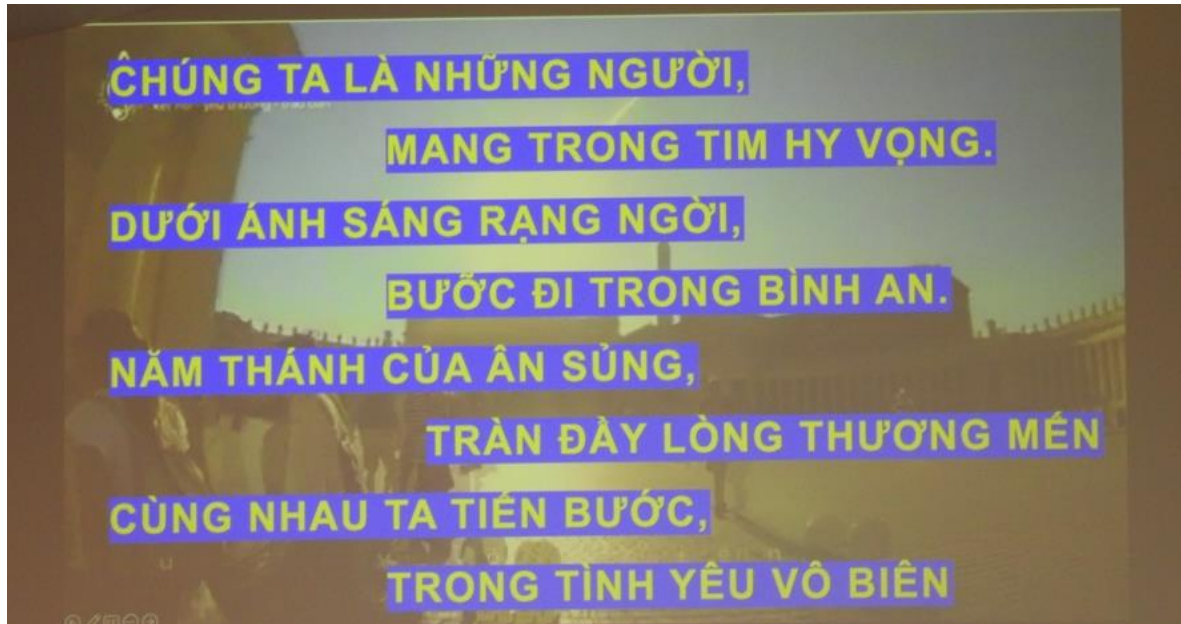 CHÚNG TA LÀ NHỮNG NGƯỜI,
MANG TRONG TIM HY VỌNG.
DƯỚI ÁNH SÁNG RẠNG NGỜI,
BƯỚC ĐI TRONG BÌNH AN.
NĂM THÁNH CỦA ÂN SỦNG,
TRÀN ĐẦY LÒNG THƯƠNG MẾN
CÙNG NHAU TA TIẾN BƯỚC,
TRONG TÌNH YÊU VÔ BIÊN